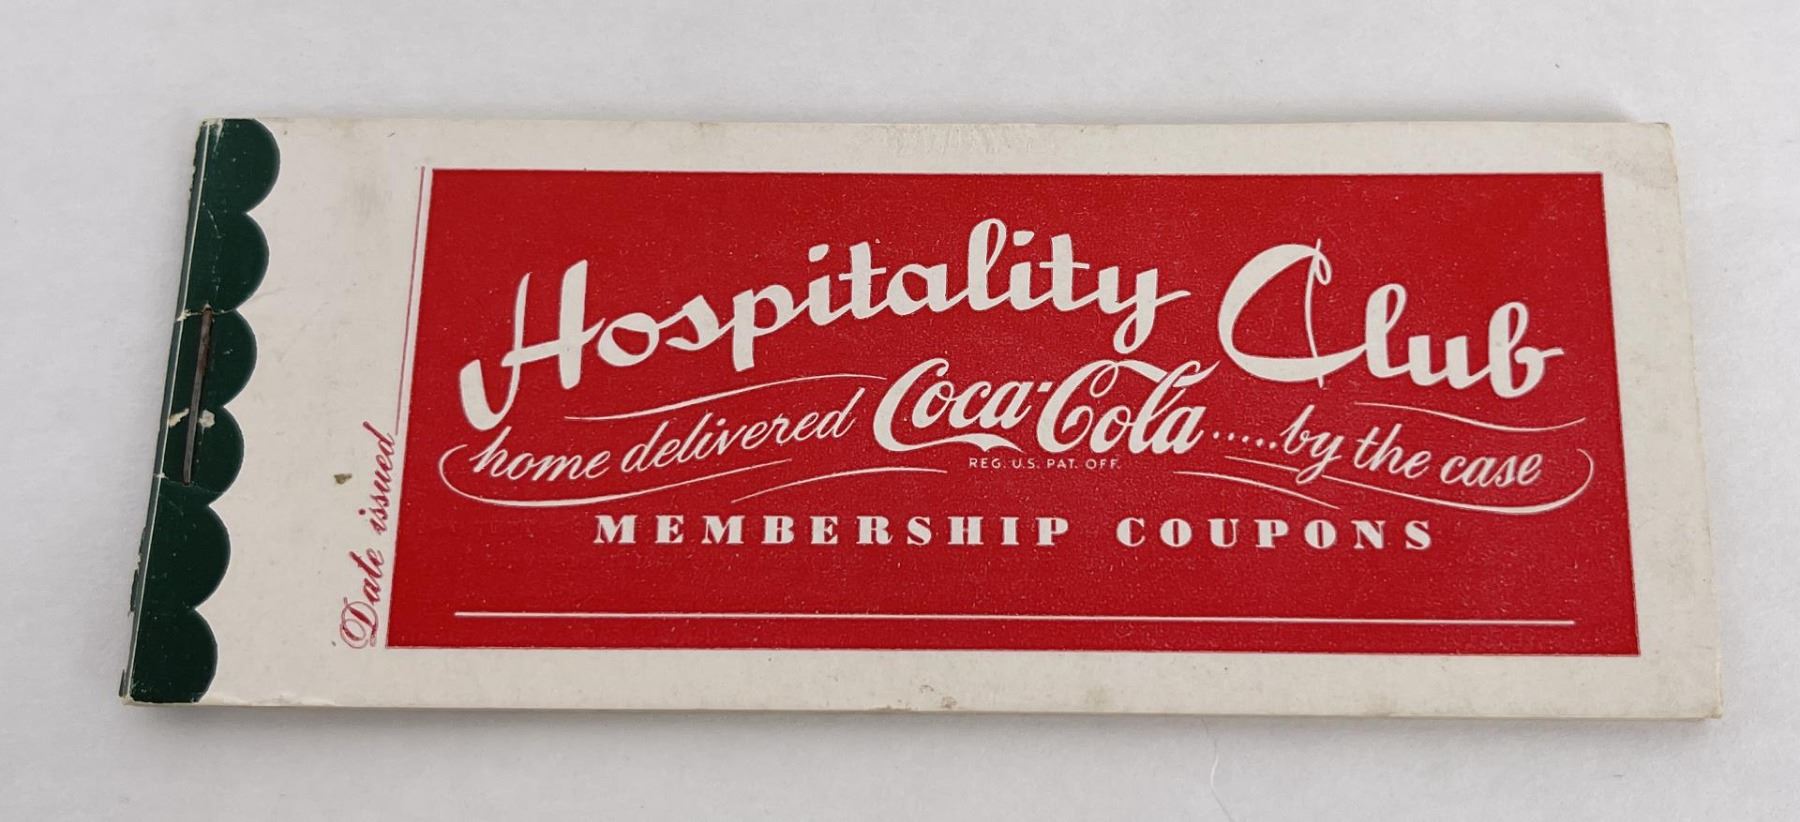 Hospitality Club
home delivered Coca-Cola.....by the case
REG. U.S. PAT. OFF.
MEMBERSHIP COUPONS
Date issued